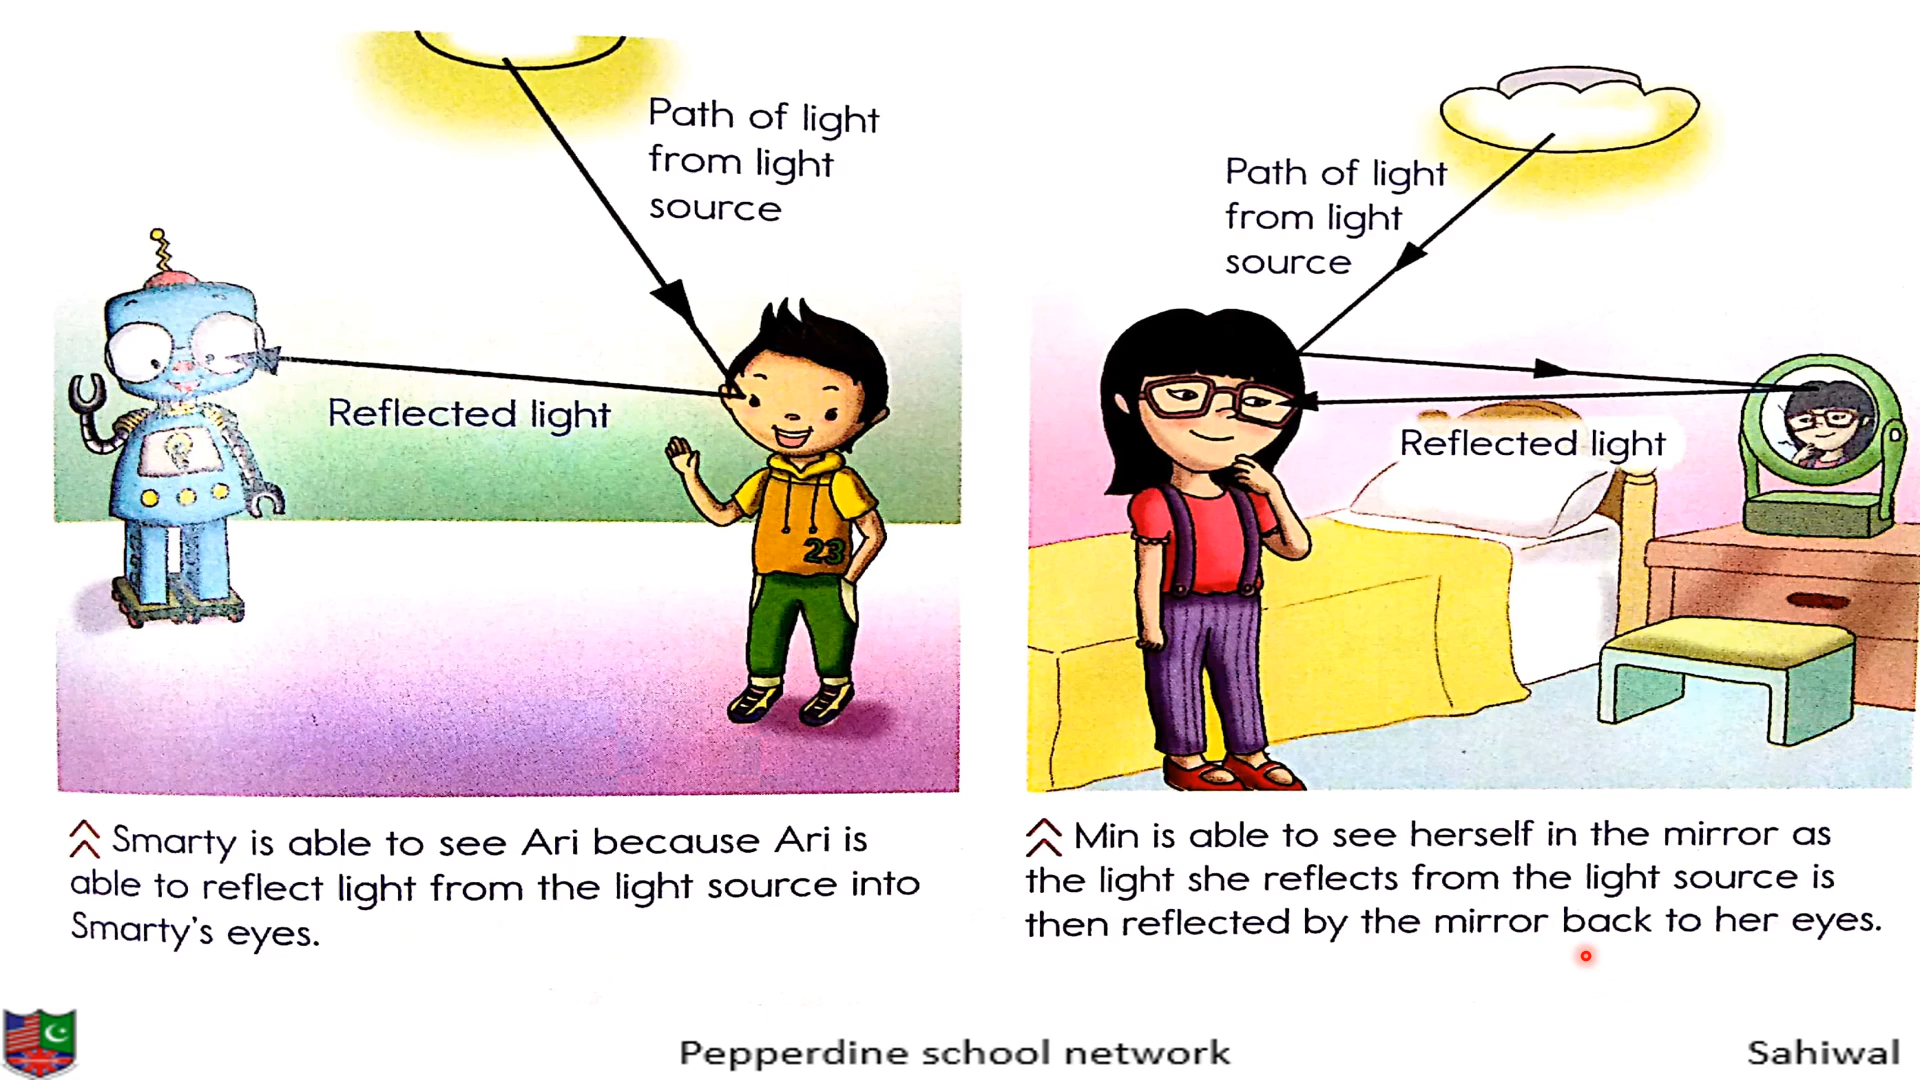 Path of light
from light
source
Reflected light
23
Smarty is able to see Ari because Ari is
able to reflect light from the light source into
Smarty's eyes.
Path of light
from light
source
Reflected light
Min is able to see herself in the mirror as
the light she reflects from the light source is
then reflected by the mirror back to her eyes.
Pepperdine school network
Sahiwal